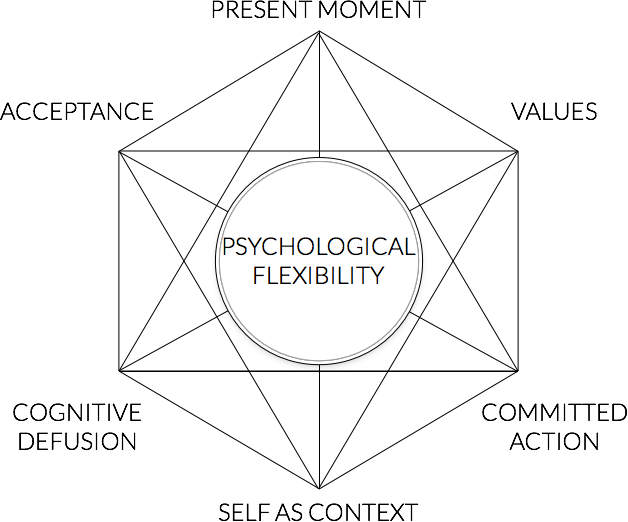 PRESENT MOMENT
ACCEPTANCE
VALUES
PSYCHOLOGICAL
FLEXIBILITY
COGNITIVE
DEFUSION
COMMITTED
ACTION
SELF AS CONTEXT